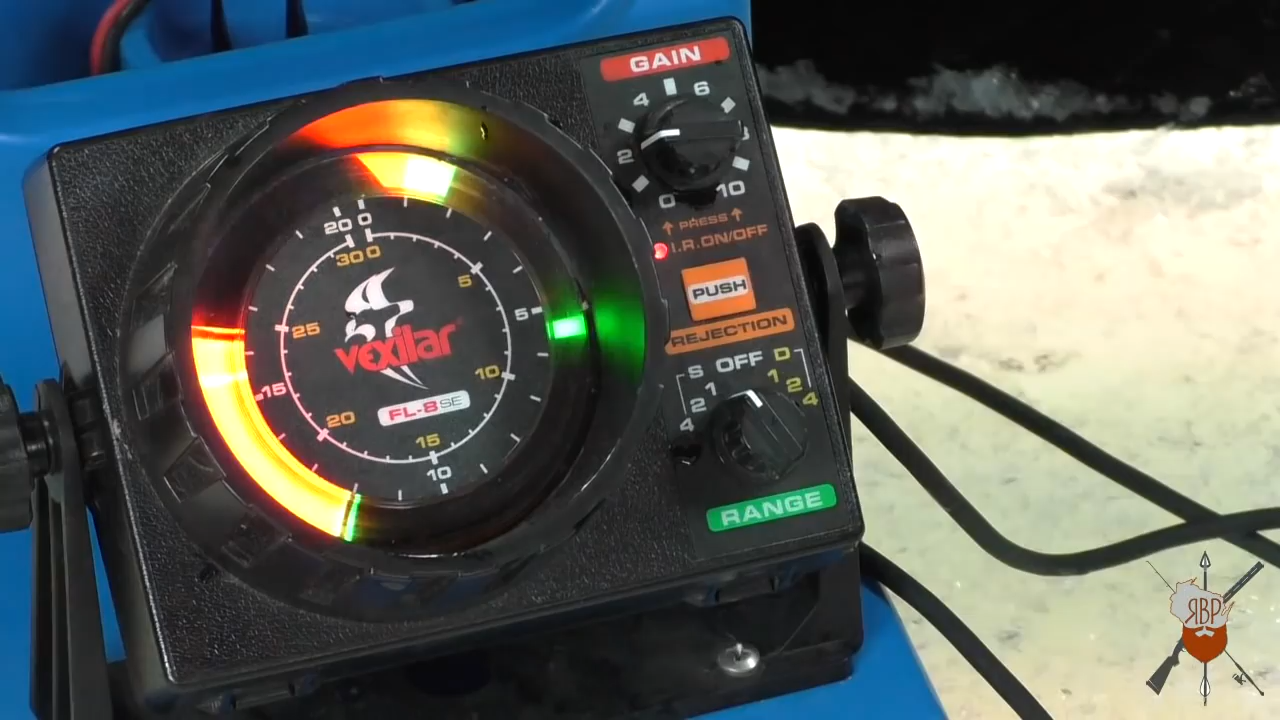 GAIN
4 6
2
0 10
PRESS
I.R. ON/OFF
PUSH
REJECTION
S OFF D
1 1
2 2
4 4
RANGE
20 0
30 0
5
5
25
vexilar
10
15
20
FL-8SE
15
10
ЯBP